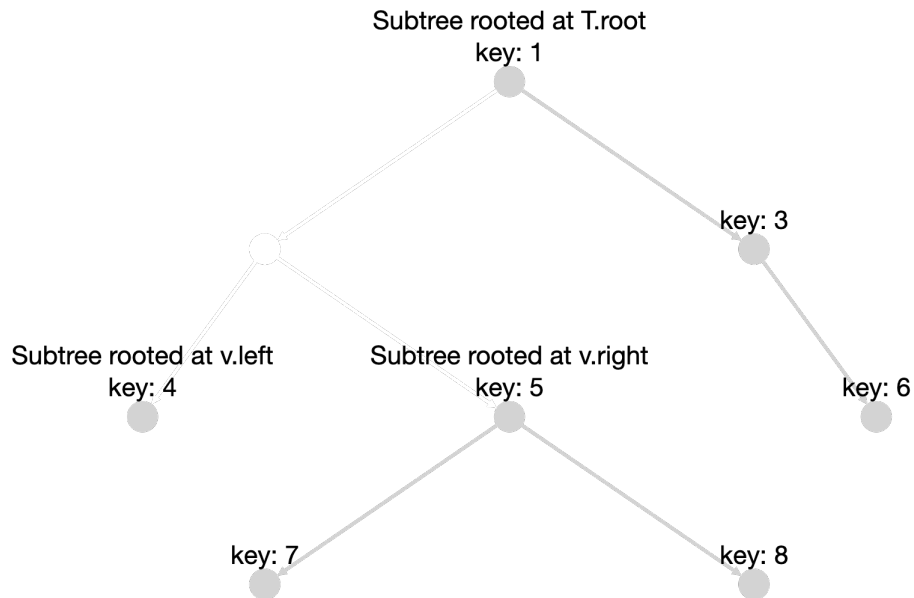 Subtree rooted at T.root
key: 1
key: 3
Subtree rooted at v.left
key: 4
Subtree rooted at v.right
key: 5
key: 6
key: 7
key: 8